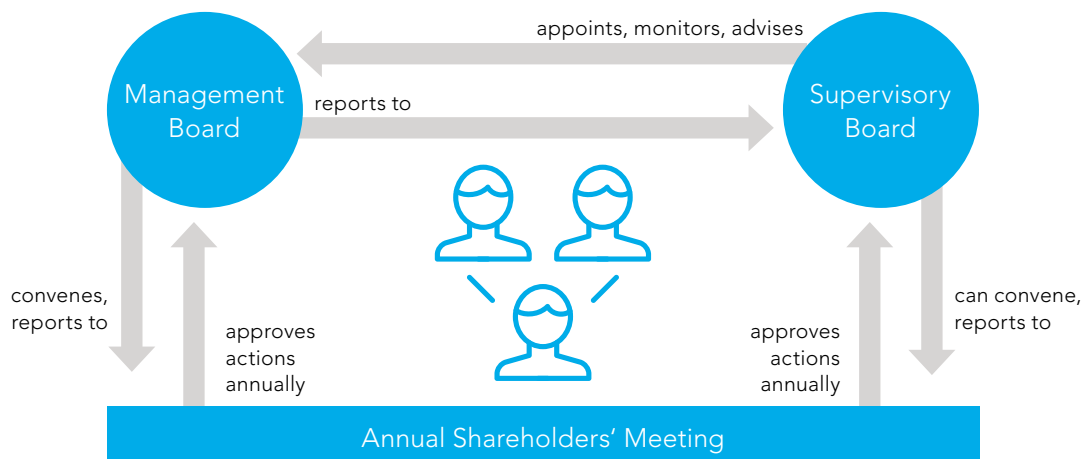 appoints, monitors, advises
Management
Board
reports to
Supervisory
Board
convenes,
reports to
approves
actions
annually
approves
actions
annually
can convene,
reports to
Annual Shareholders‘ Meeting